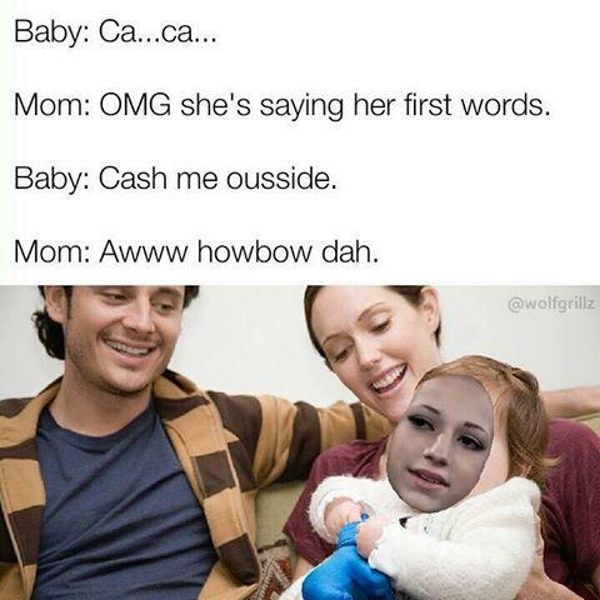 Baby: Ca...ca...
Mom: OMG she's saying her first words.
Baby: Cash me ousside.
Mom: Awww howbow dah.
@wolfgrillz